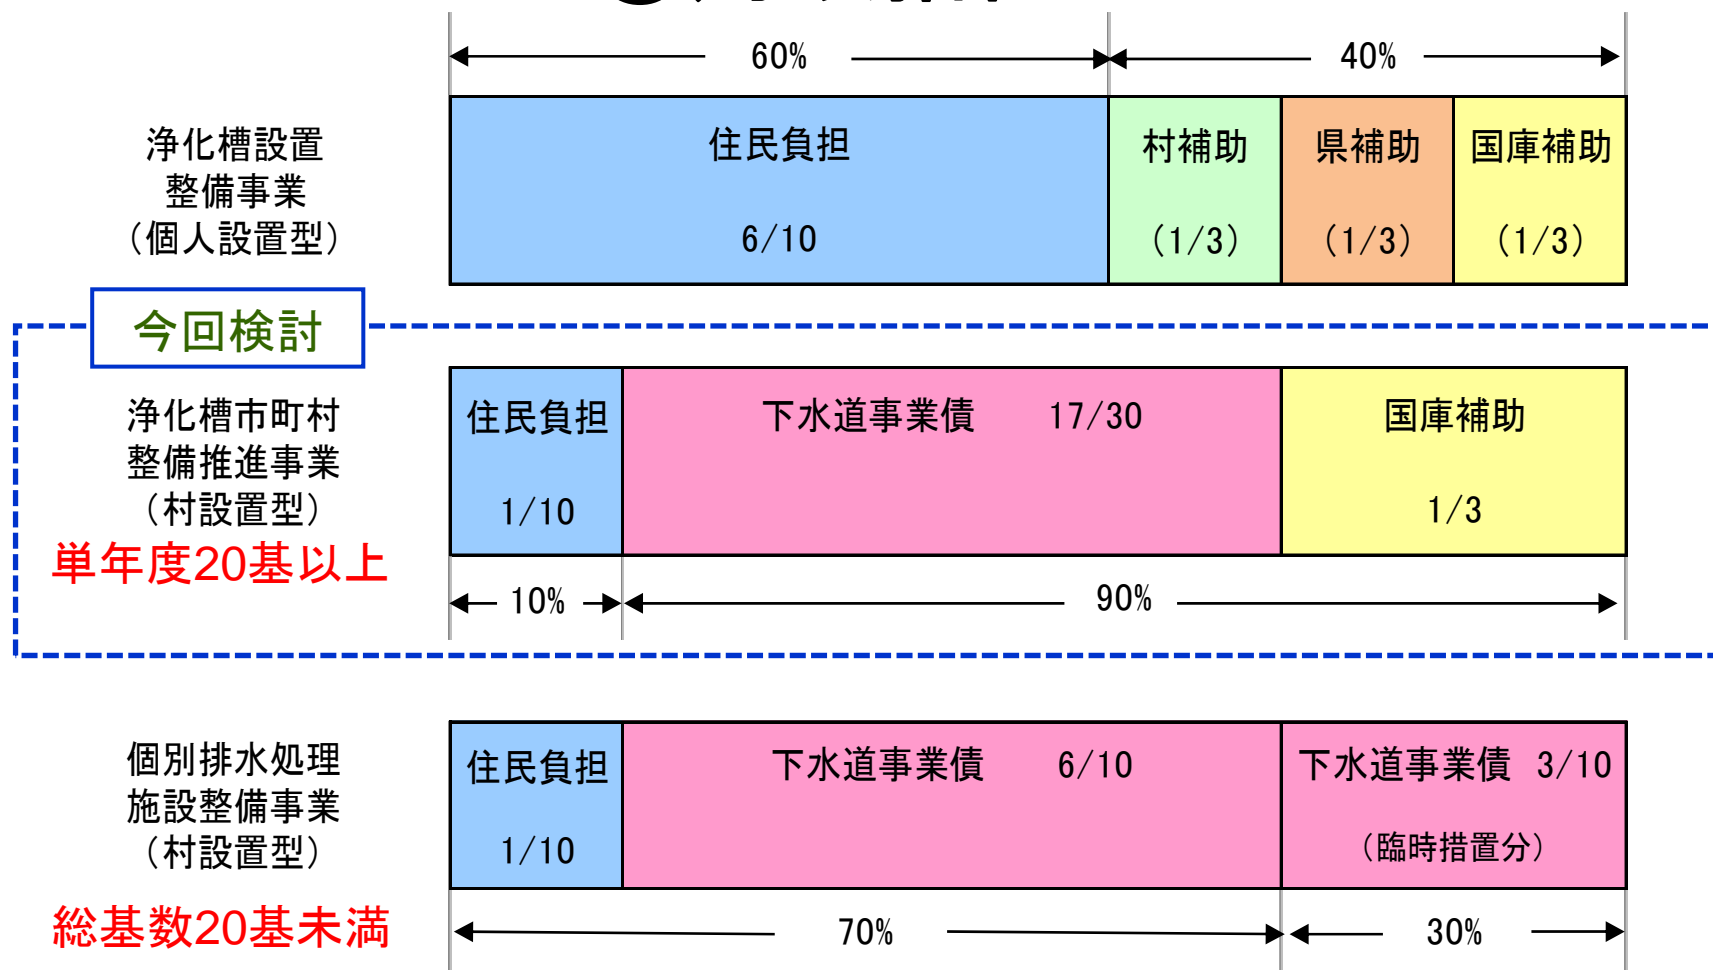 60%
40%
浄化槽設置
整備事業
（個人設置型）
住民負担
6/10
村補助
（1/3）
県補助
（1/3）
国庫補助
（1/3）
今回検討
浄化槽市町村
整備推進事業
（村設置型）
単年度20基以上
住民負担
1/10
下水道事業債 17/30
国庫補助
1/3
10%
90%
個別排水処理
施設整備事業
（村設置型）
総基数20基未満
住民負担
1/10
下水道事業債 6/10
下水道事業債 3/10
（臨時措置分）
70%
30%